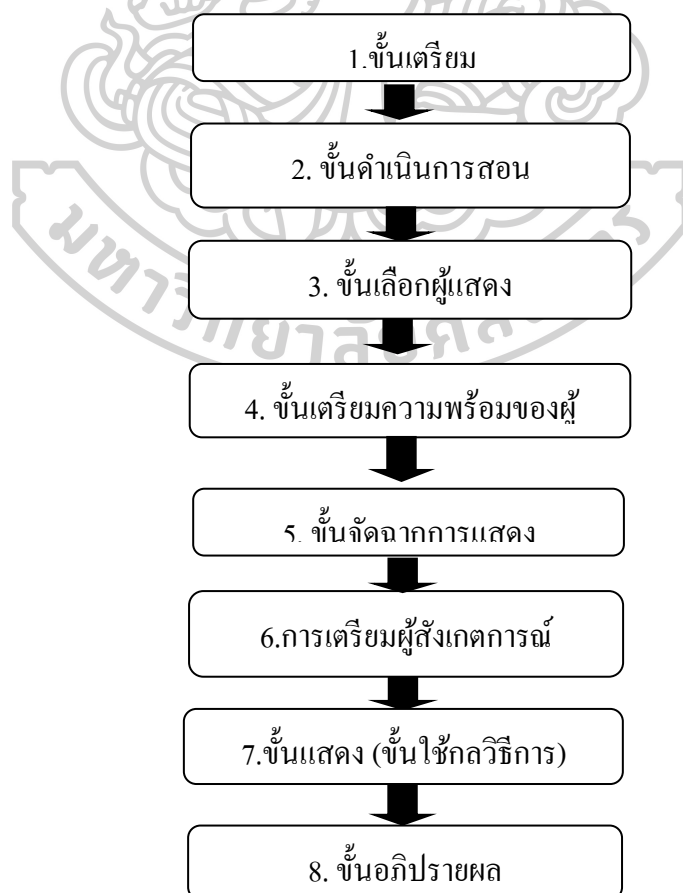 1.ขั้นเตรียม
2. ขั้นดำเนินการสอน
3. ขั้นเลือกผู้แสดง
4. ขั้นเตรียมความพร้อมของผู้
5. ขั้นจัดฉากการแสดง
6.การเตรียมผู้สังเกตการณ์
7.ขั้นแสดง (ขั้นใช้กลวิธีการ)
8. ขั้นอภิปรายผล